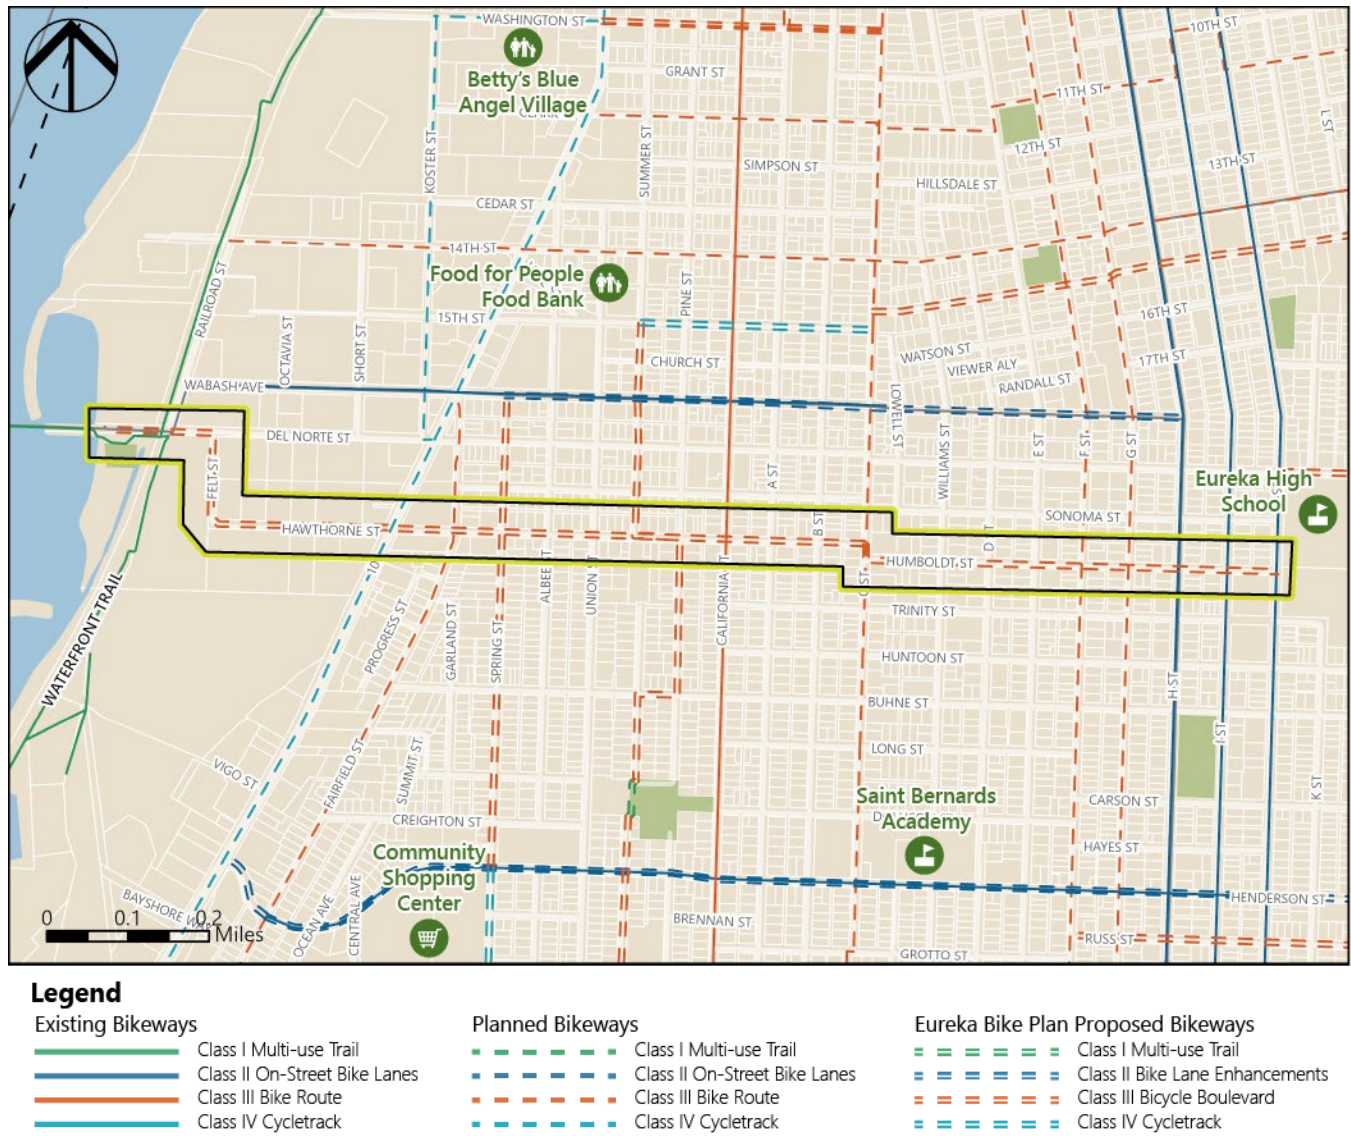 WASHINGTON ST
10TH ST
GRANT ST
Betty's Blue
Angel Village
11TH ST
L ST
12TH ST
13TH ST
KOSTER ST
SUMMER ST
SIMPSON ST
HILLSDALE ST
CEDAR ST
14TH ST
Food for People
Food Bank
PINE ST
RAILROAD ST
15TH ST
16TH ST
OCTAVIA ST
SHORT ST
CHURCH ST
WATSON ST
VIEWER ALY
17TH ST
RANDALL ST
WABASH AVE
LOWELL ST
DEL NORTE ST
WILLIAMS ST
E ST
F ST
G ST
A ST
FELT ST
Eureka High
School
B ST
SONOMA ST
HAWTHORNE ST
D ST
HUMBOLDT ST
ALBEE ST
UNION ST
CALIFORNIA ST
C ST
WATERFRONT TRAIL
PROGRESS ST
GARLAND ST
SPRING ST
TRINITY ST
HUNTOON ST
H ST
BUHNE ST
I ST
LONG ST
VIGO ST
FAIRFIELD ST
SUMMIT ST
K ST
Saint Bernards
Academy
CARSON ST
CREIGHTON ST
HAYES ST
Community
Shopping
Center
HENDERSON ST
BAYSHORE
OCEAN AVE
CENTRAL AVE
BRENNAN ST
RUSS ST
GROTTO ST
0 0.1 0.2
Miles
Legend
Existing Bikeways
Class I Multi-use Trail
Class II On-Street Bike Lanes
Class III Bike Route
Class IV Cycletrack
Planned Bikeways
Class I Multi-use Trail
Class II On-Street Bike Lanes
Class III Bike Route
Class IV Cycletrack
Eureka Bike Plan Proposed Bikeways
Class I Multi-use Trail
Class II Bike Lane Enhancements
Class III Bicycle Boulevard
Class IV Cycletrack